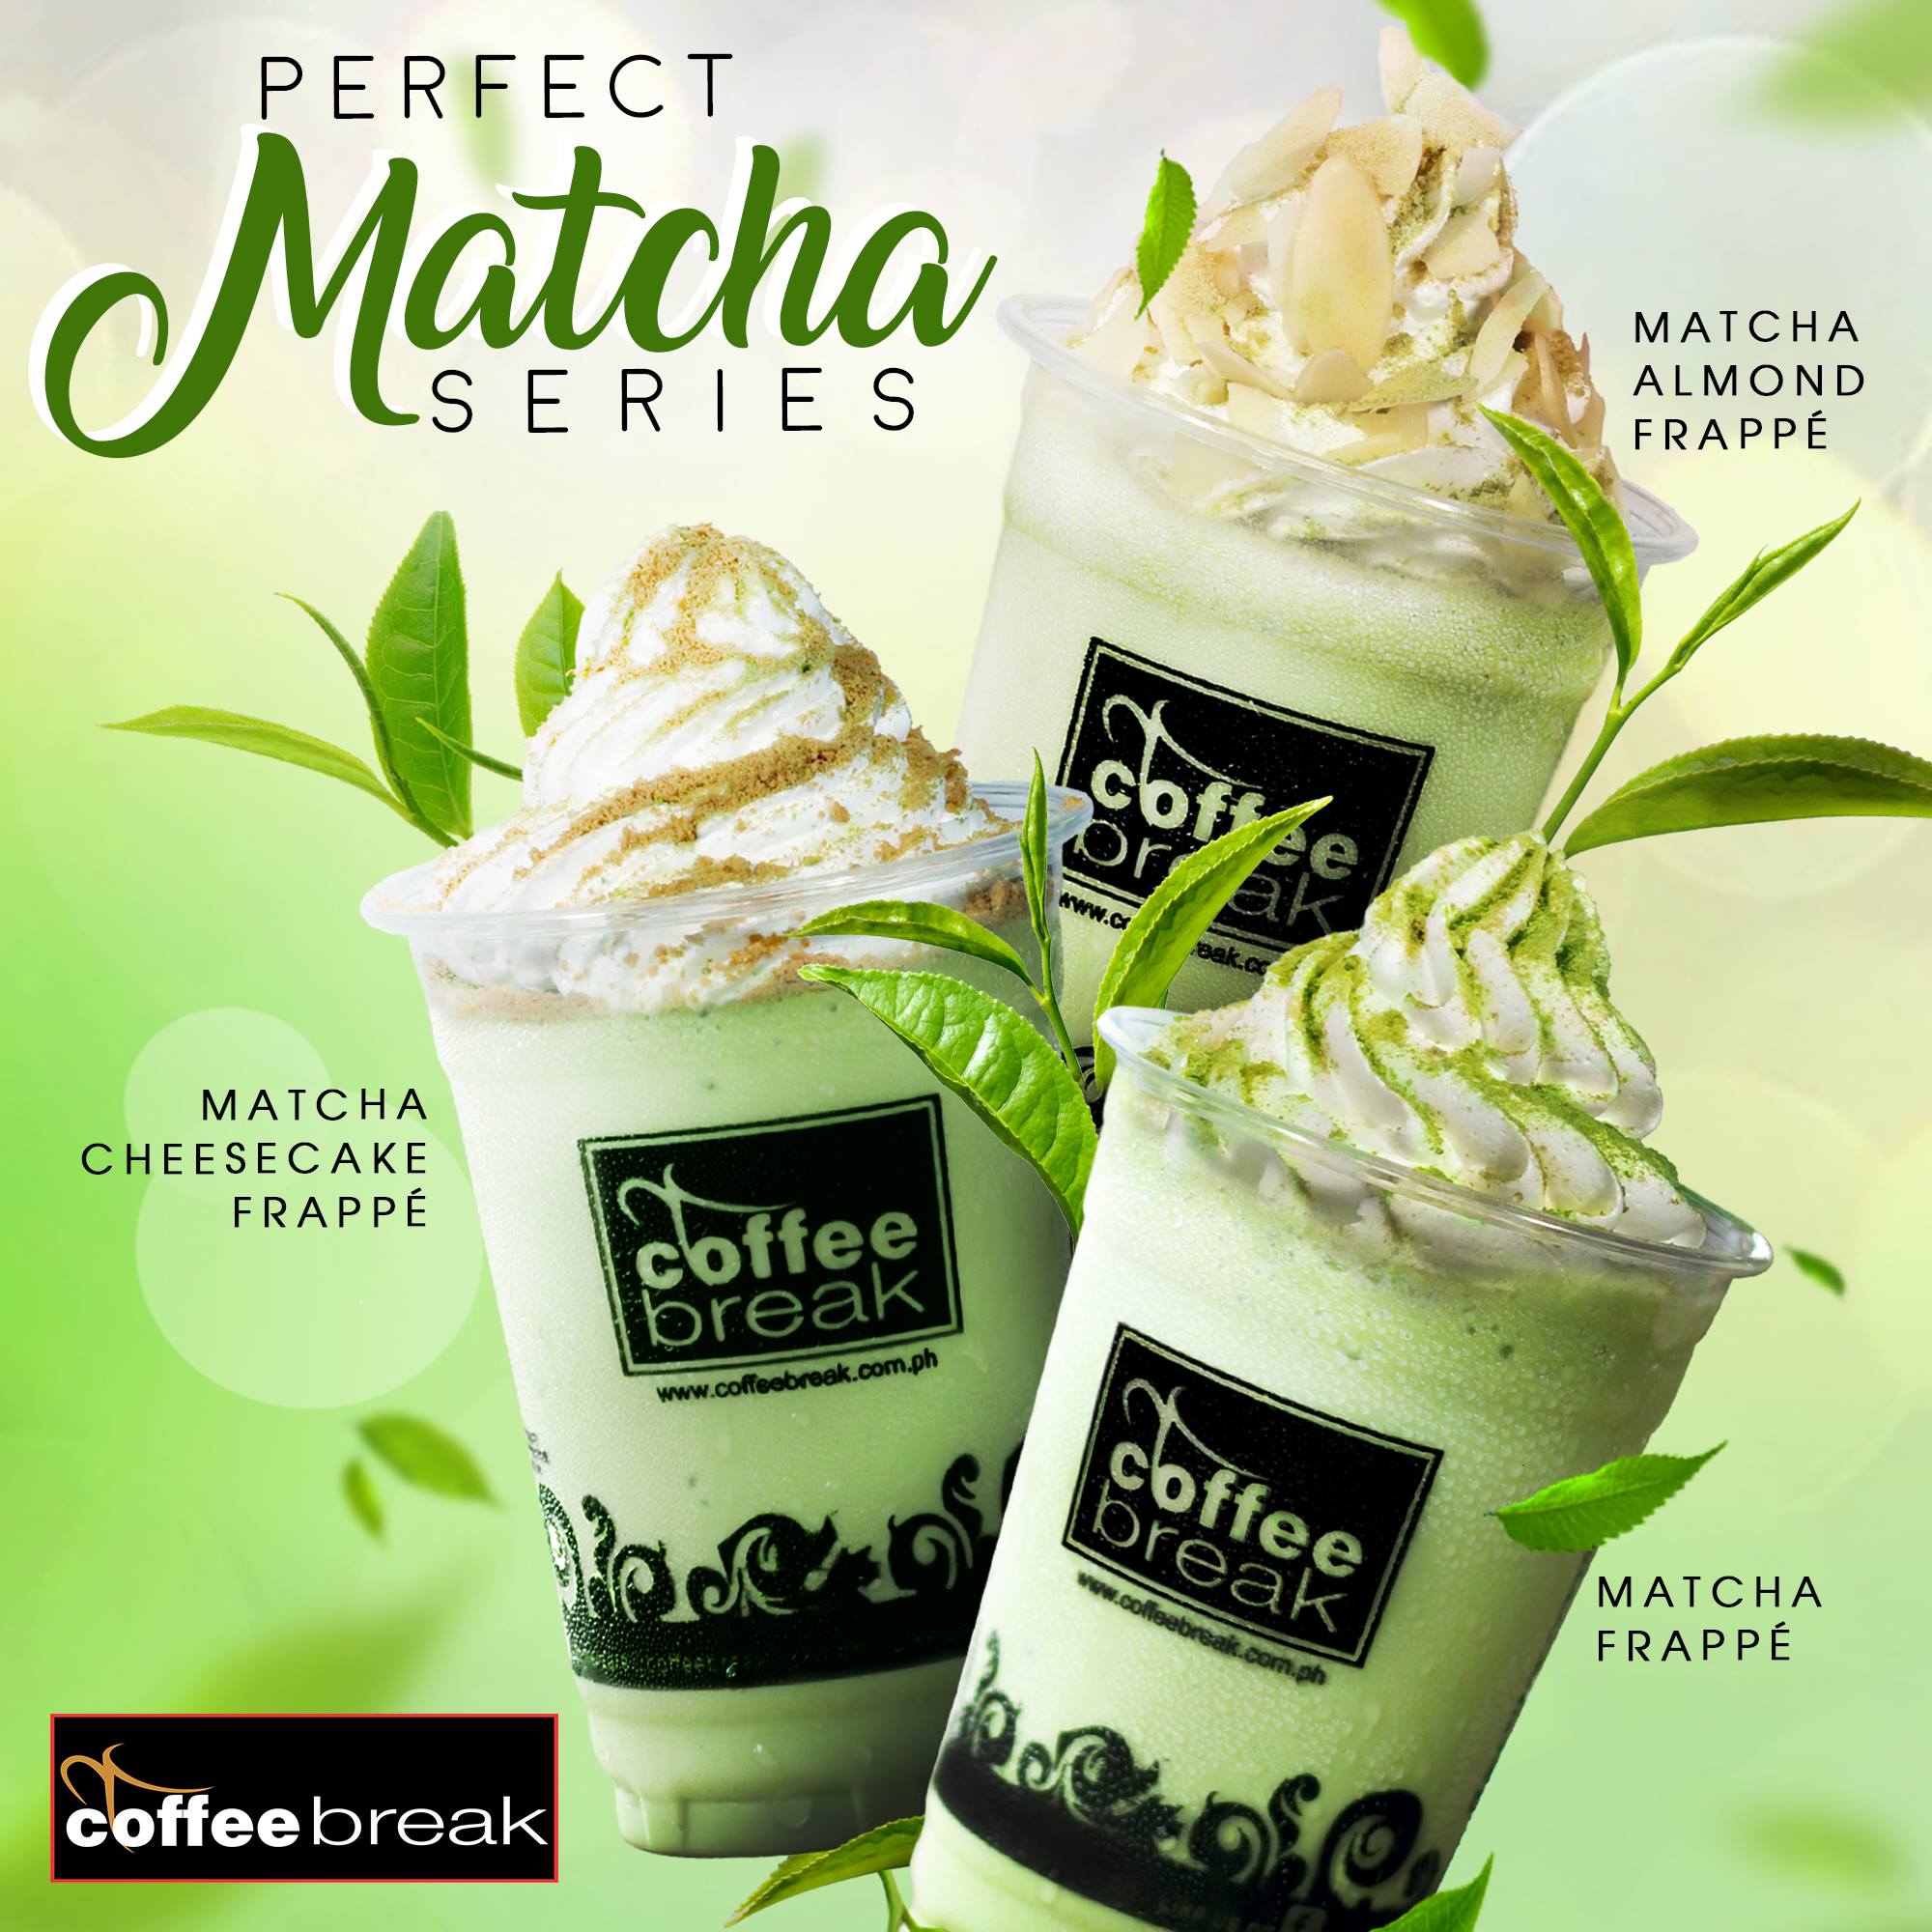 PERFECT
Matcha
SERIES
MATCHA
ALMOND
FRAPPÉ
coffee
break
MATCHA
CHEESECAKE
FRAPPÉ
coffee
break
www.coffeebreak.com.ph
coffee
break
www.coffeebreak.com.ph
MATCHA
FRAPPÉ
coffee break